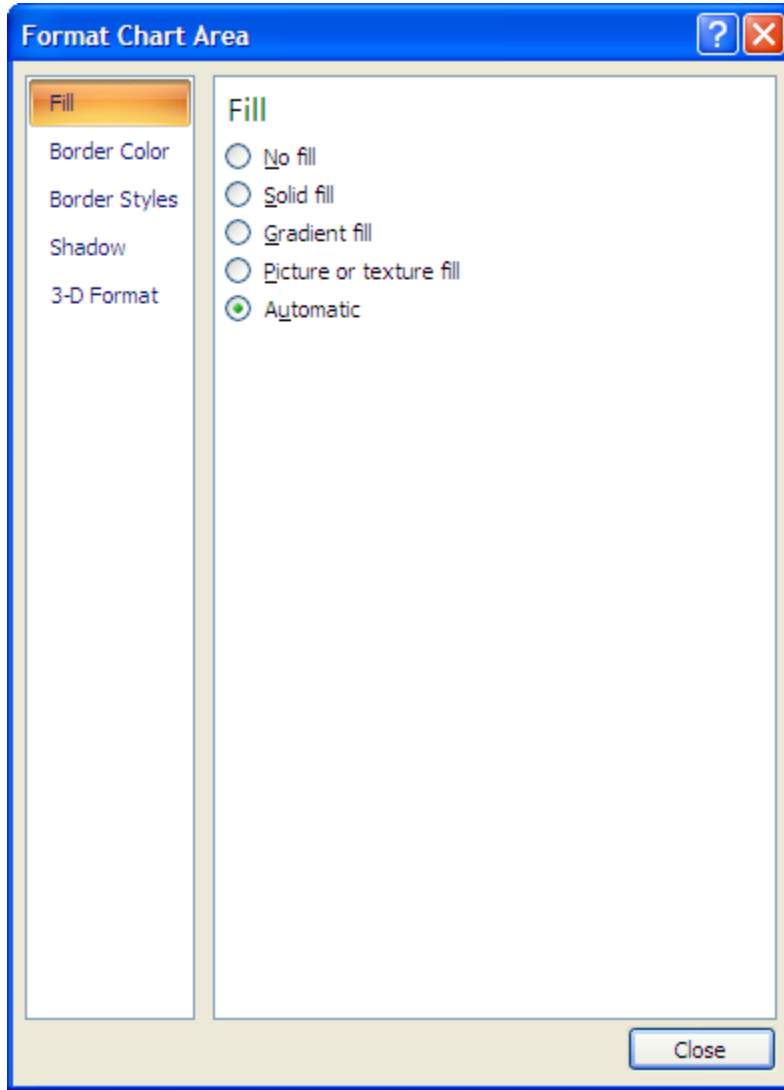 Format Chart Area
?
Fill
Border Color
Border Styles
Shadow
3-D Format
Fill
No fill
Solid fill
Gradient fill
Picture or texture fill
Automatic
Close